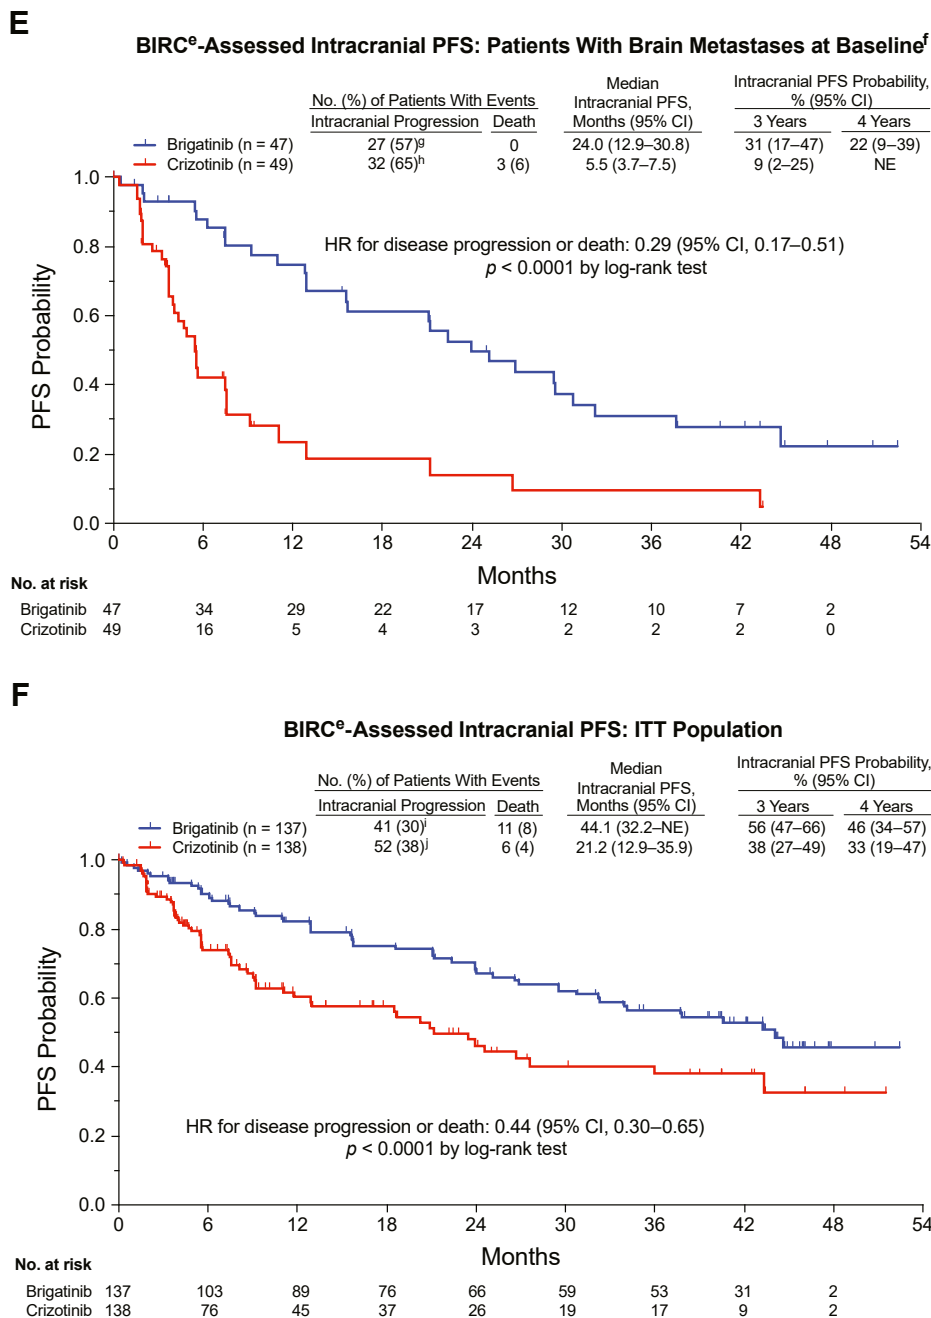 E
BIRCᵉ-Assessed Intracranial PFS: Patients With Brain Metastases at Baselineᶠ
No. (%) of Patients With Events
Median Intracranial PFS, Months (95% CI)
Intracranial PFS Probability, % (95% CI)
Intracranial Progression Death 3 Years 4 Years
Brigatinib (n = 47) 27 (57)ᵍ 0 24.0 (12.9–30.8) 31 (17–47) 22 (9–39)
Crizotinib (n = 49) 32 (65)ʰ 3 (6) 5.5 (3.7–7.5) 9 (2–25) NE
HR for disease progression or death: 0.29 (95% CI, 0.17–0.51)
p < 0.0001 by log-rank test
PFS Probability
1.0
0.8
0.6
0.4
0.2
0.0
0 6 12 18 24 30 36 42 48 54
Months
No. at risk
Brigatinib 47 34 29 22 17 12 10 7 2
Crizotinib 49 16 5 4 3 2 2 2 0
F
BIRCᵉ-Assessed Intracranial PFS: ITT Population
No. (%) of Patients With Events
Median Intracranial PFS, Months (95% CI)
Intracranial PFS Probability, % (95% CI)
Intracranial Progression Death 3 Years 4 Years
Brigatinib (n = 137) 41 (30)ⁱ 11 (8) 44.1 (32.2–NE) 56 (47–66) 46 (34–57)
Crizotinib (n = 138) 52 (38)ʲ 6 (4) 21.2 (12.9–35.9) 38 (27–49) 33 (19–47)
PFS Probability
1.0
0.8
0.6
0.4
0.2
0.0
HR for disease progression or death: 0.44 (95% CI, 0.30–0.65)
p < 0.0001 by log-rank test
0 6 12 18 24 30 36 42 48 54
Months
No. at risk
Brigatinib 137 103 89 76 66 59 53 31 2
Crizotinib 138 76 45 37 26 19 17 9 2